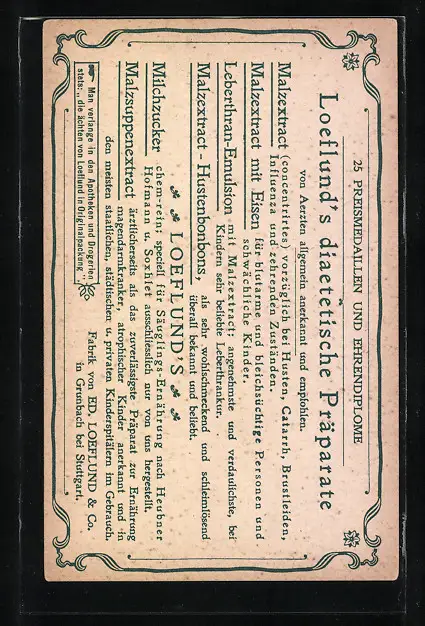 25 PREISMEDAILLEN UND EHRENDIPLOME
Loeflund's diaetëtische Präparate
von Aerzten allgemein anerkannt und empfohlen.
Malzextract (concentrirtes) vorzüglich bei Husten, Catarrh, Brustleiden,
Influenza und zehrenden Zuständen.
Malzextract mit Eisen für blutarme und bleichsüchtige Personen und
schwächliche Kinder.
Leberthran-Emulsion mit Malzextract; angenehmste und verdaulichste, bei
Kindern sehr beliebte Leberthrankur.
Malzextract-Hustenbonbons, als sehr wohlschmeckend und schleimlösend
überall bekannt und beliebt.
LOEFLUND'S
Milchzucker chem-rein; speciell für Säuglings-Ernährung nach Heubner
Hofmann u. Soxhlet ausschliesslich nur von uns hergestellt.
Malzsuppenextract ärztlicherseits als das zuverlässigste Präparat zur Ernährung
magendarmkranker, atrophischer Kinder anerkannt und in
den meisten staatlichen, städtischen u. privaten Kinderspitälern im Gebrauch.
Man verlange in den Apotheken und Drogerien
stets: „die ächten von Loeflund in Originalpackung"
Fabrik von ED. LOEFLUND & Co.
in Grunbach bei Stuttgart.